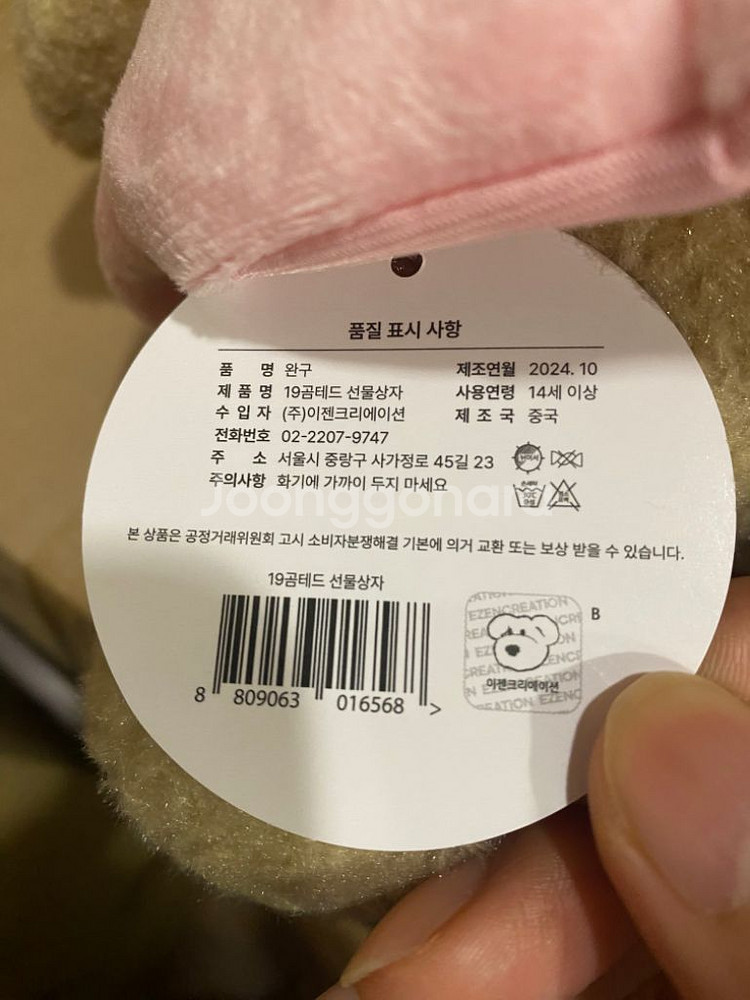 품질 표시 사항
품 명 완구 제조연월 2024. 10
제 품 명 19곰테드 선물상자 사용연령 14세 이상
수 입 자 (주)이젠크리에이션 제 조 국 중국
전화번호 02-2207-9747
주 소 서울시 중랑구 사가정로 45길 23
주의사항 화기에 가까이 두지 마세요
Joonggonara
본 상품은 공정거래위원회 고시 소비자분쟁해결 기본에 의거 교환 또는 보상 받을 수 있습니다.
19곰테드 선물상자
8 809063 016568 >
EZENCREATION
B
이젠크리에이션